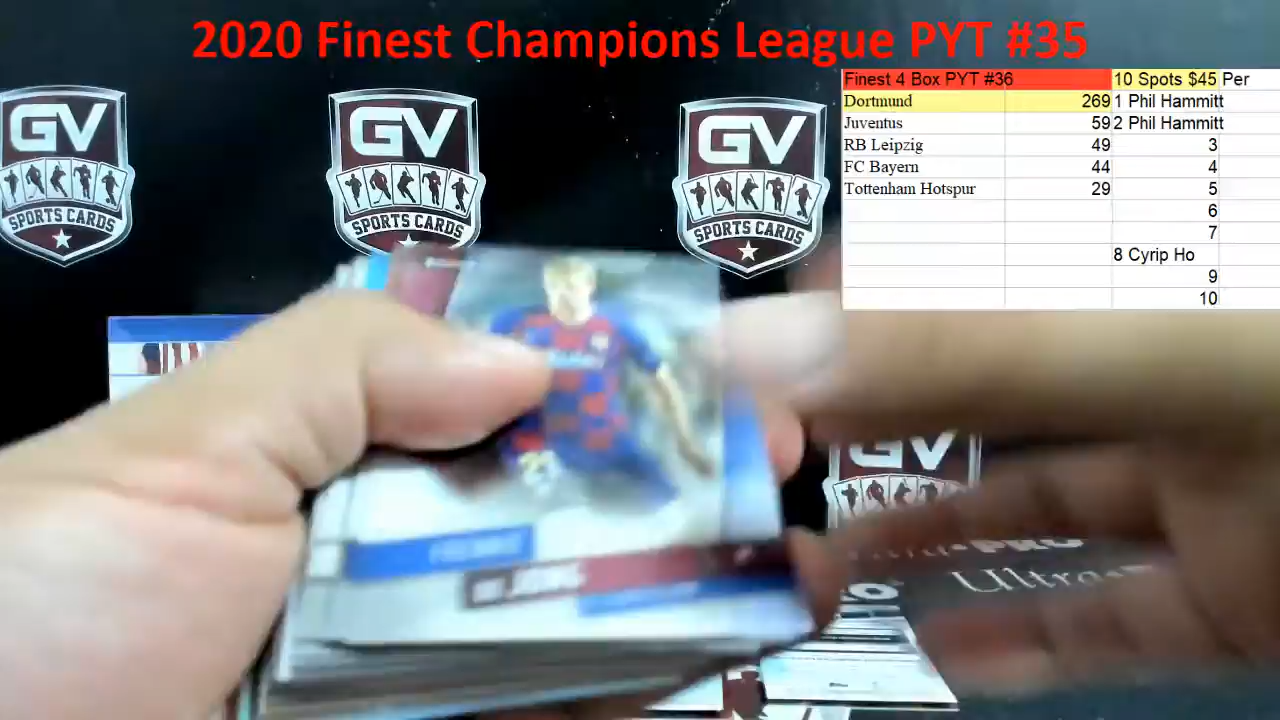 2020 Finest Champions League PYT #35
Finest 4 Box PYT #36 10 Spots $45 Per
Dortmund 269 1 Phil Hammitt
Juventus 59 2 Phil Hammitt
RB Leipzig 49 3
FC Bayern 44 4
Tottenham Hotspur 29 5
6
7
8 Cyrip Ho
9
10
GV
SPORTS CARDS
GV
SPORTS CARDS
GV
SPORTS CARDS
GV
DE JONG
PRO
Ultra